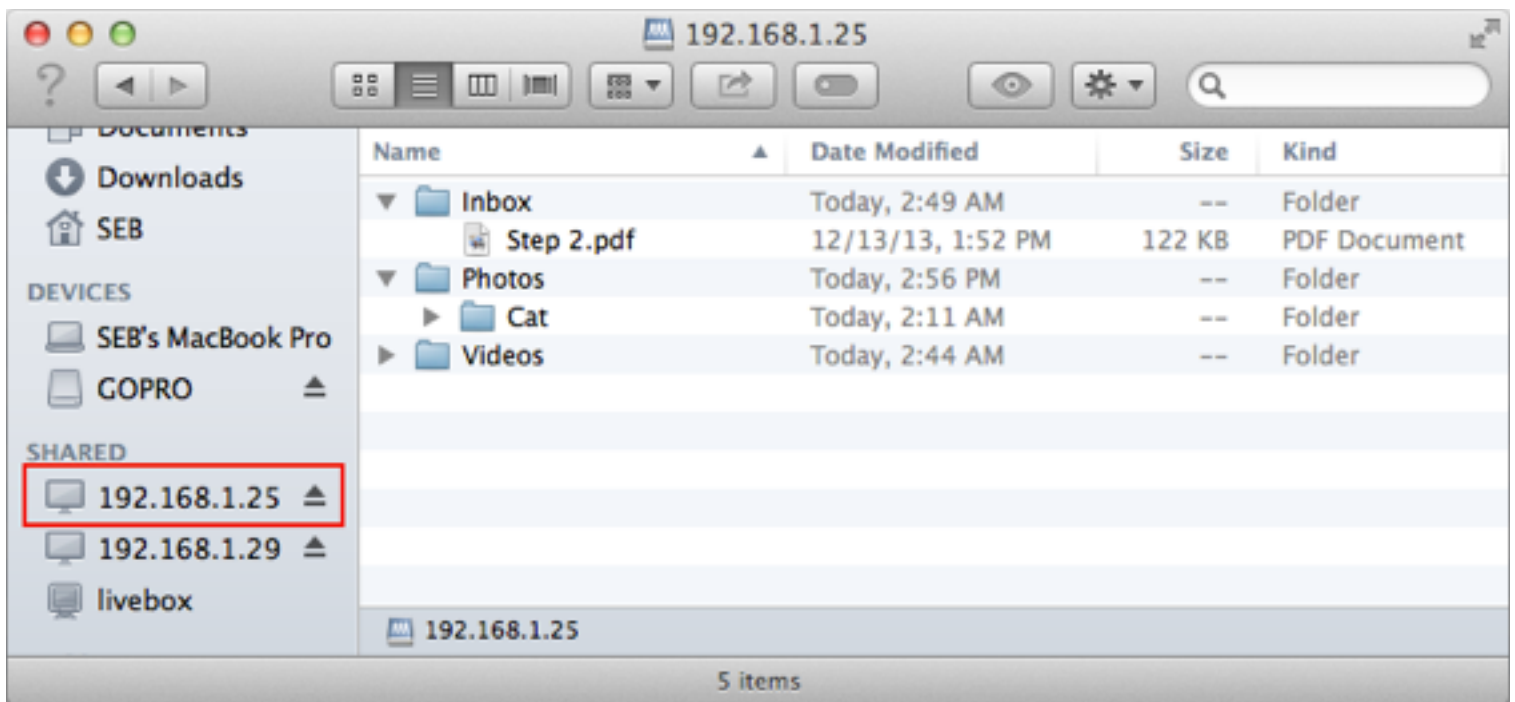 192.168.1.25
?
Documents
Downloads
SEB
DEVICES
SEB's MacBook Pro
GOPRO
SHARED
192.168.1.25
192.168.1.29
livebox
Name Date Modified Size Kind
Inbox Today, 2:49 AM -- Folder
Step 2.pdf 12/13/13, 1:52 PM 122 KB PDF Document
Photos Today, 2:56 PM -- Folder
Cat Today, 2:11 AM -- Folder
Videos Today, 2:44 AM -- Folder
192.168.1.25
5 items